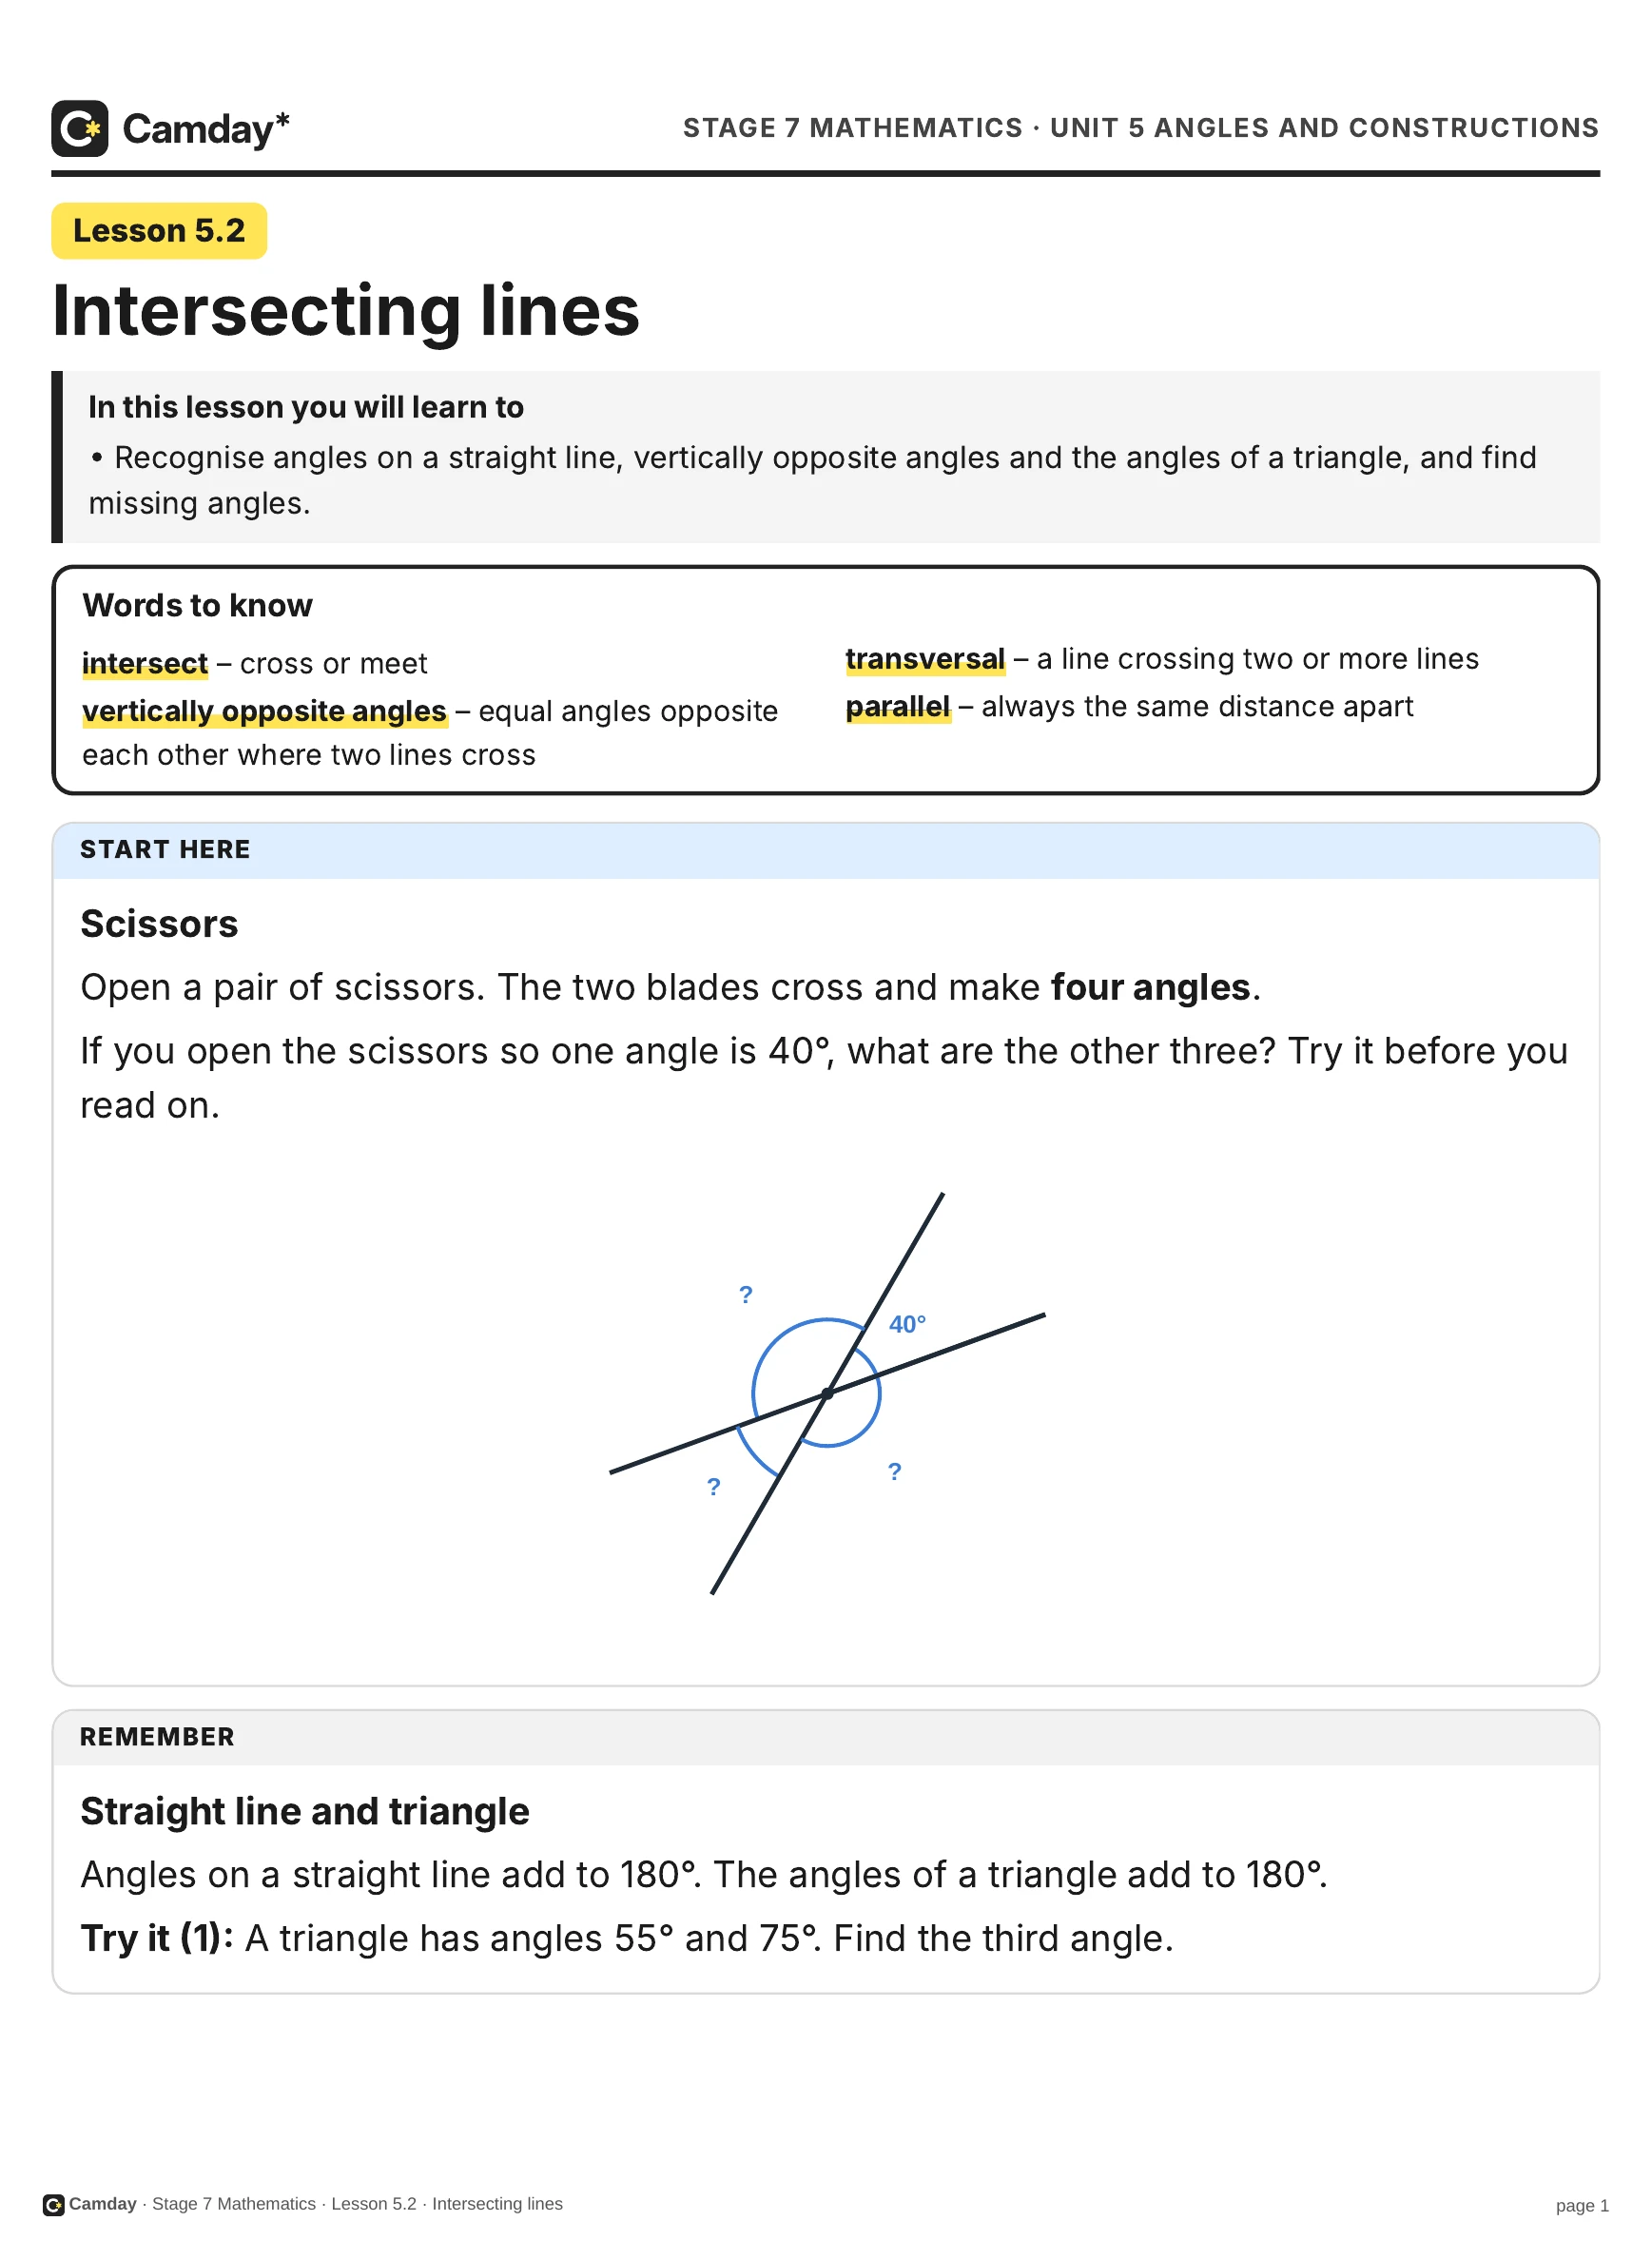 Camday*
STAGE 7 MATHEMATICS · UNIT 5 ANGLES AND CONSTRUCTIONS
Lesson 5.2
Intersecting lines
In this lesson you will learn to
• Recognise angles on a straight line, vertically opposite angles and the angles of a triangle, and find
missing angles.
Words to know
intersect – cross or meet
vertically opposite angles – equal angles opposite
each other where two lines cross
transversal – a line crossing two or more lines
parallel – always the same distance apart
START HERE
Scissors
Open a pair of scissors. The two blades cross and make four angles.
If you open the scissors so one angle is 40°, what are the other three? Try it before you
read on.
?
40°
?
?
REMEMBER
Straight line and triangle
Angles on a straight line add to 180°. The angles of a triangle add to 180°.
Try it (1): A triangle has angles 55° and 75°. Find the third angle.
Camday · Stage 7 Mathematics · Lesson 5.2 · Intersecting lines
page 1